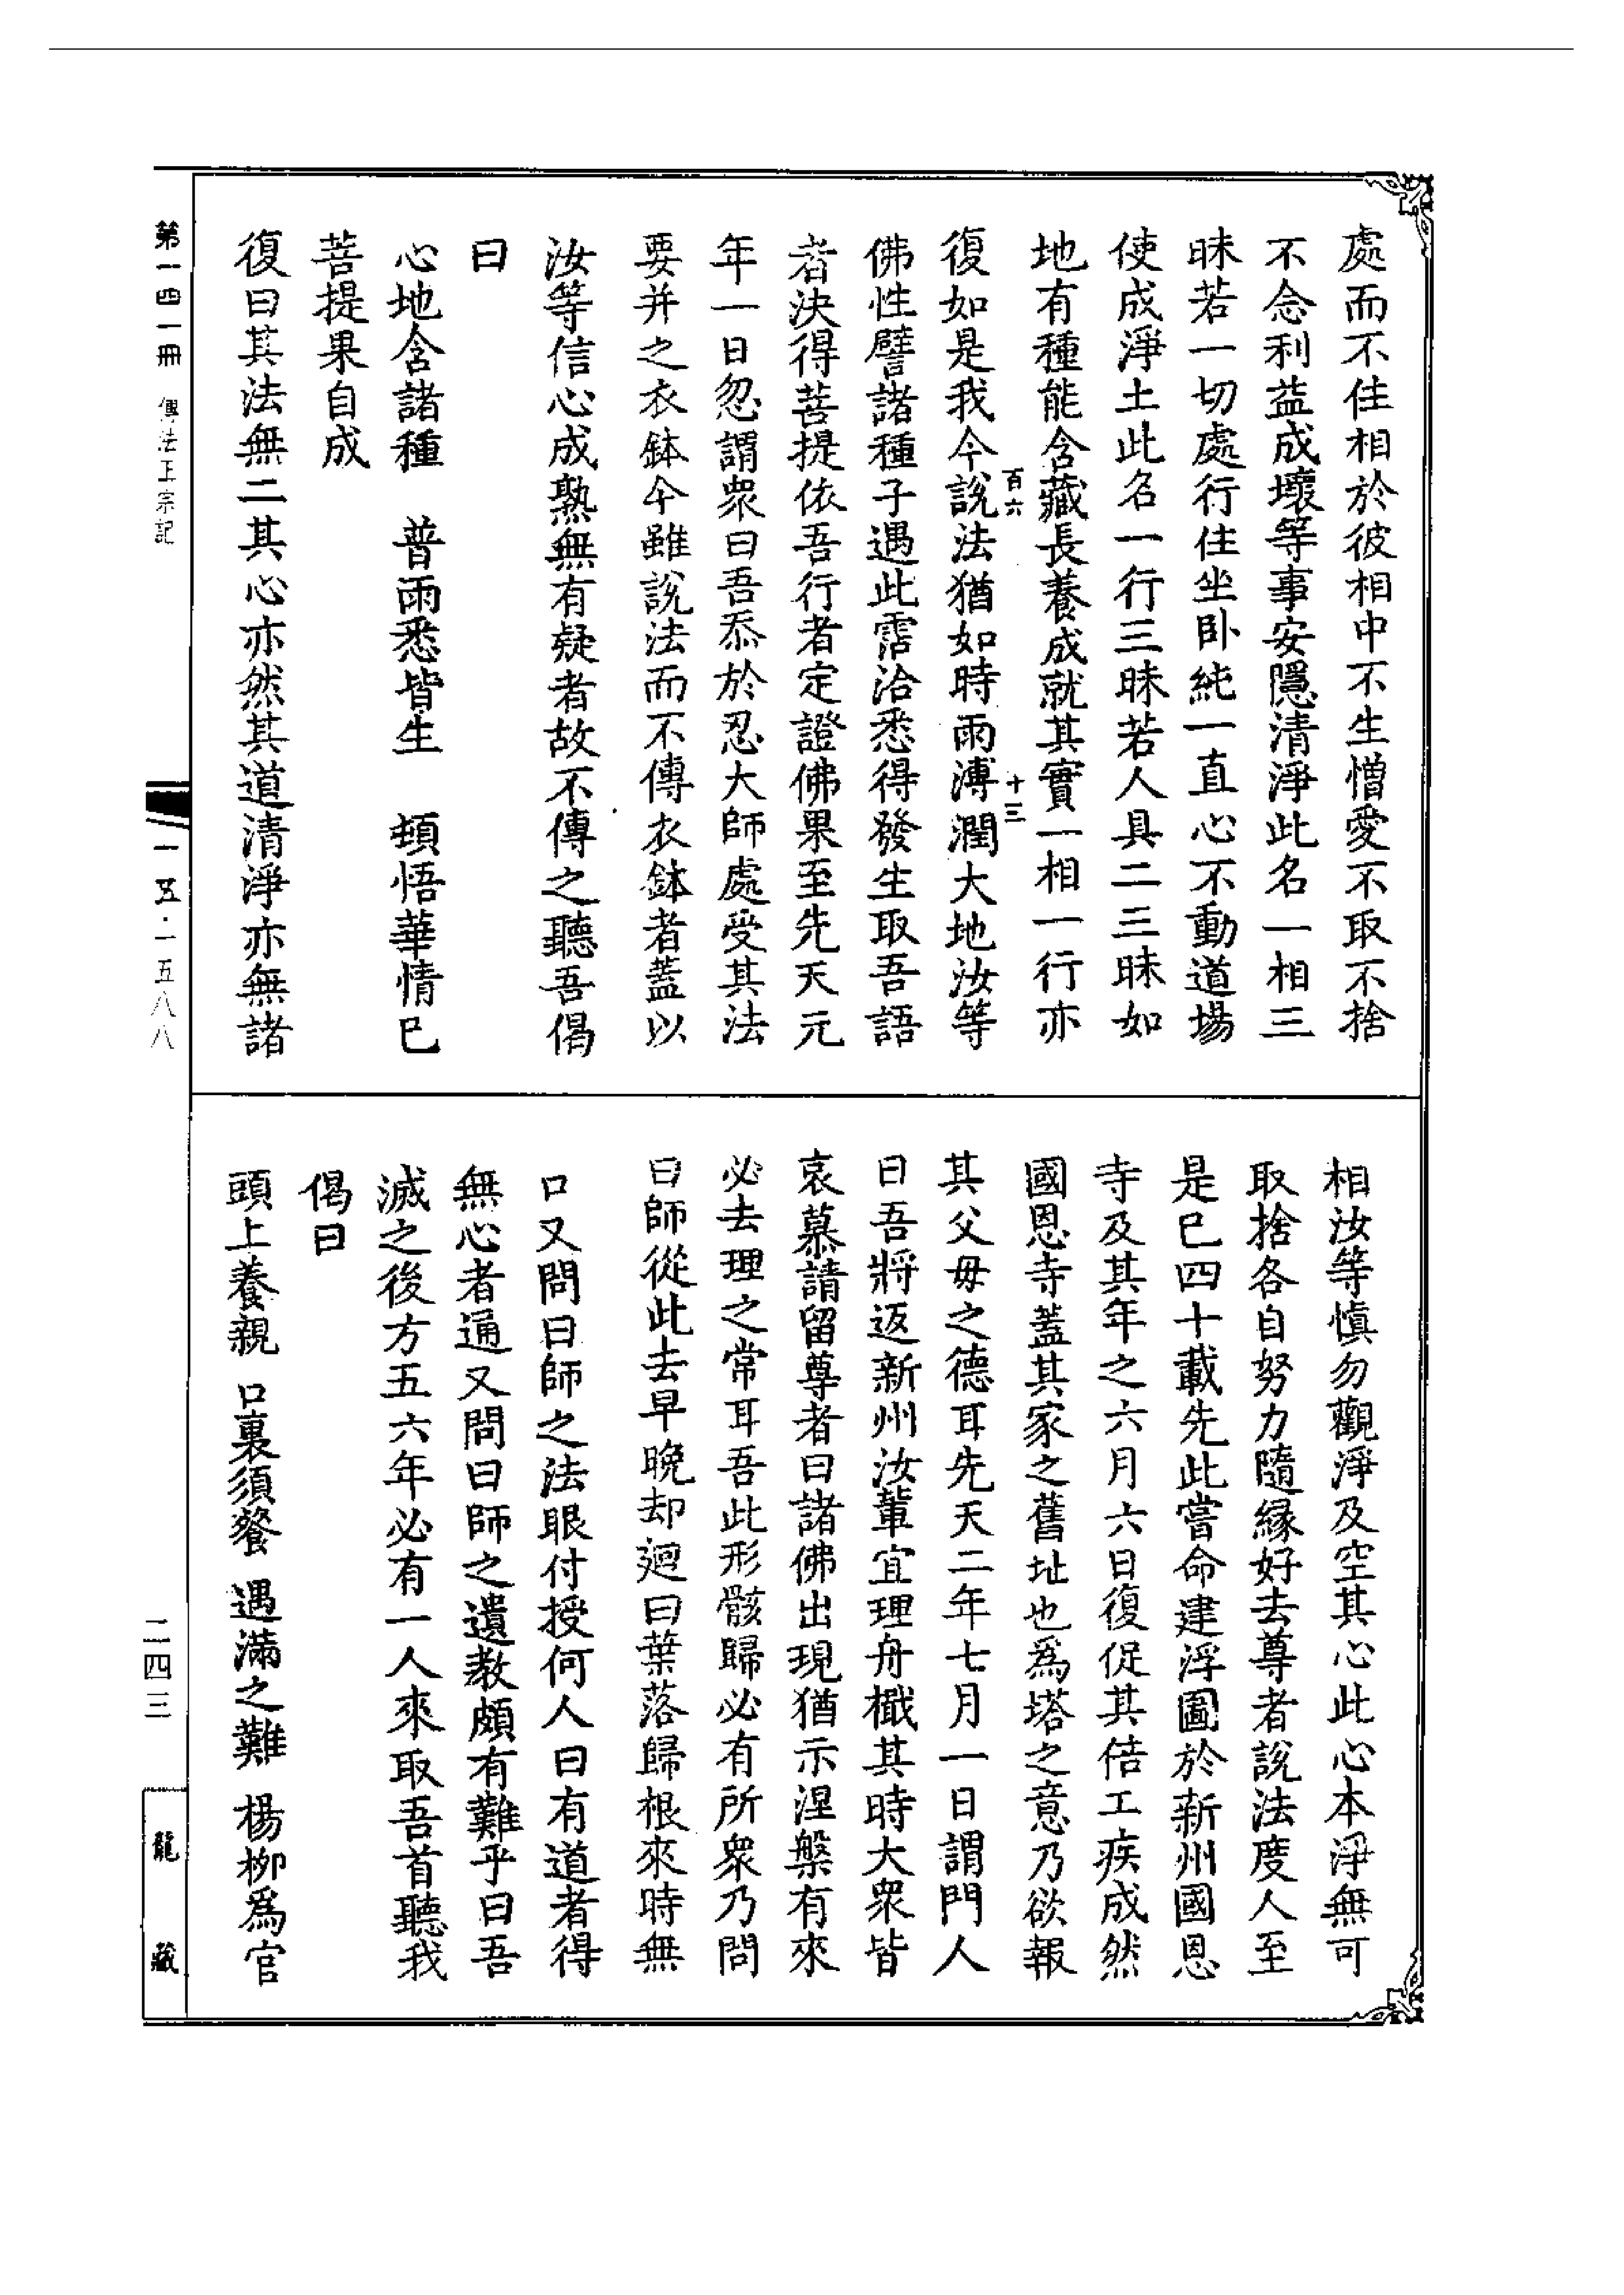 處而不住相於彼相中不生憎愛不取不捨
不念利益成壞等事安隱清淨此名一相三
昧若一切處行住坐卧純一直心不動道場
使成淨土此名一行三昧若人具二三昧如
地有種能含藏長養成就其實一相一行亦
百六 十三
復如是我今說法猶如時雨溥潤大地汝等
佛性譬諸種子遇此霑洽悉得發生取吾語
者決得菩提依吾行者定證佛果至先天元
年一日忽謂衆曰吾忝於忍大師處受其法
要并之衣鉢今雖說法而不傳衣鉢者蓋以
汝等信心成熟無有疑者故不傳之聽吾偈
曰
心地含諸種 普雨悉皆生 頓悟華情已
菩提果自成
復曰其法無二其心亦然其道清淨亦無諸
相汝等慎勿觀淨及空其心此心本淨無可
取捨各自努力隨緣好去尊者說法度人至
是已四十載先此嘗命建浮圖於新州國恩
寺及其年之六月六日復促其倍工疾成然
國恩寺蓋其家之舊址也為塔之意乃欲報
其父母之德耳先天二年七月一日謂門人
曰吾將返新州汝輩宜理舟檝其時大衆皆
哀慕請留尊者曰諸佛出現猶示涅槃有來
必去理之常耳吾此形骸歸必有所衆乃問
曰師從此去早晚却迴曰葉落歸根來時無
口又問曰師之法眼付授何人曰有道者得
無心者通又問曰師之遺教頗有難乎曰吾
滅之後方五六年必有一人來取吾首聽我
偈曰
頭上養親 口裏須餐 遇滿之難 楊柳為官
第一四一冊 傳法正宗記
一五·一五八八
二四三
龍藏